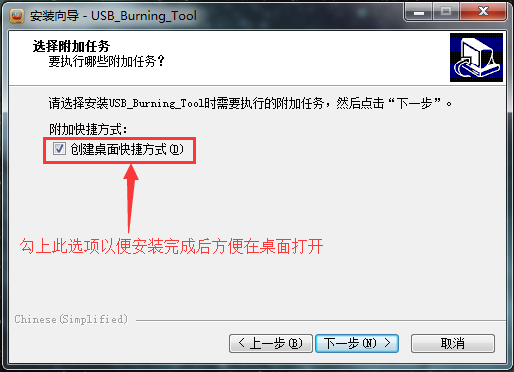 安装向导 - USB_Burning_Tool
选择附加任务
要执行哪些附加任务？
请选择安装USB_Burning_Tool时需要执行的附加任务，然后点击“下一步”。
附加快捷方式：
创建桌面快捷方式(D)
勾上此选项以便安装完成后方便在桌面打开
Chinese(Simplified)
< 上一步(B)
下一步(N) >
取消